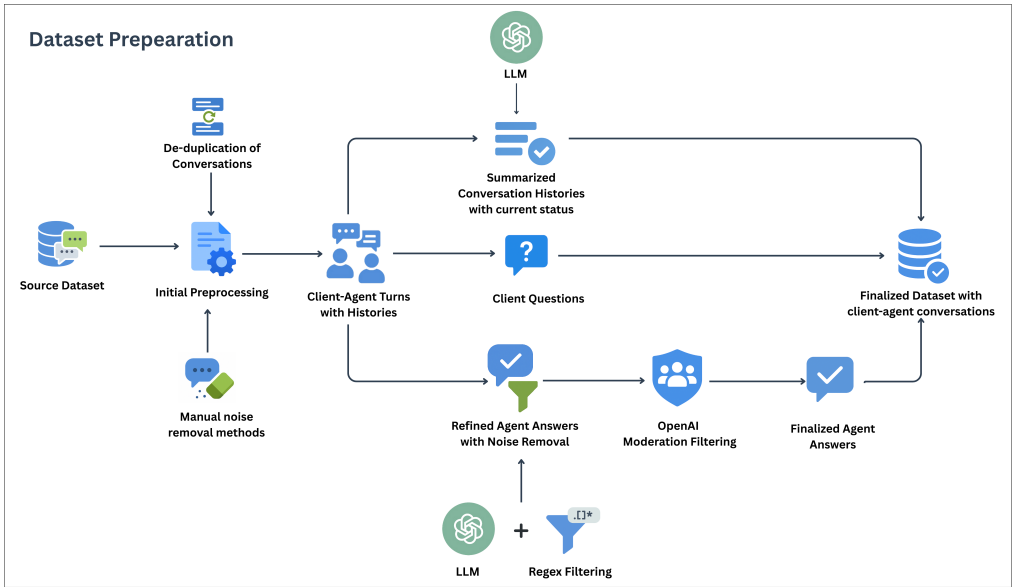 Dataset Prepearation
LLM
De-duplication of
Conversations
Summarized
Conversation Histories
with current status
Source Dataset
Initial Preprocessing
Client-Agent Turns
with Histories
?
Client Questions
Finalized Dataset with
client-agent conversations
Manual noise
removal methods
Refined Agent Answers
with Noise Removal
OpenAI
Moderation Filtering
Finalized Agent
Answers
.[]*
+
LLM
Regex Filtering